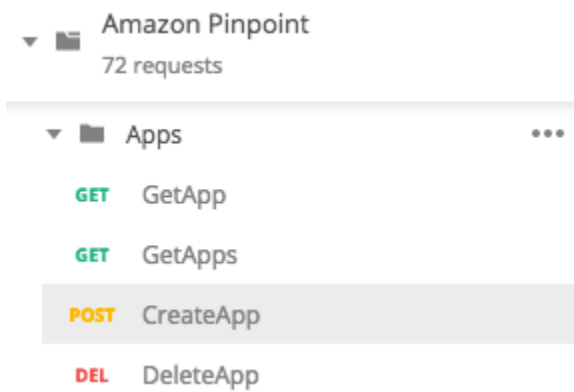 Amazon Pinpoint
72 requests
Apps
GET GetApp
GET GetApps
POST CreateApp
DEL DeleteApp